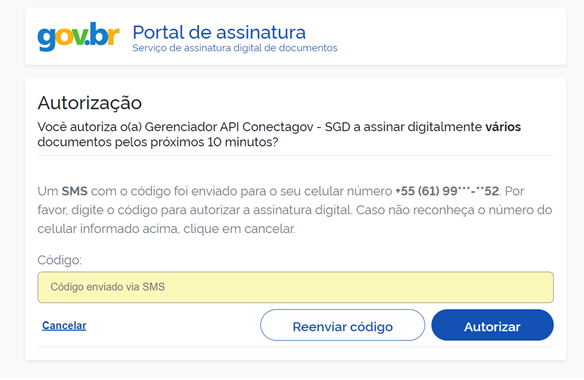 gov.br
Portal de assinatura
Serviço de assinatura digital de documentos
Autorização
Você autoriza o(a) Gerenciador API Conectagov - SGD a assinar digitalmente vários
documentos pelos próximos 10 minutos?
Um SMS com o código foi enviado para o seu celular número +55 (61) 99***-**52. Por
favor, digite o código para autorizar a assinatura digital. Caso não reconheça o número do
celular informado acima, clique em cancelar.
Código:
Código enviado via SMS
Cancelar
Reenviar código
Autorizar